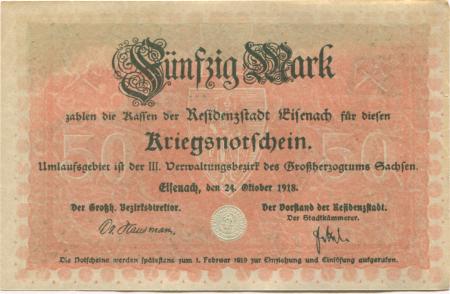 Fünfzig Mark
zahlen die Kassen der Residenzstadt Eisenach für diesen
Kriegsnotschein.
Umlaufsgebiet ist der III. Verwaltungsbezirk des Großherzogtums Sachsen.
Eisenach, den 24. Oktober 1918.
Der Großh. Bezirksdirektor. Der Vorstand der Residenzstadt.
Der Stadtkämmerer.
50 50
Die Notscheine werden spätestens zum 1. Februar 1919 zur Einziehung und Einlösung aufgerufen.